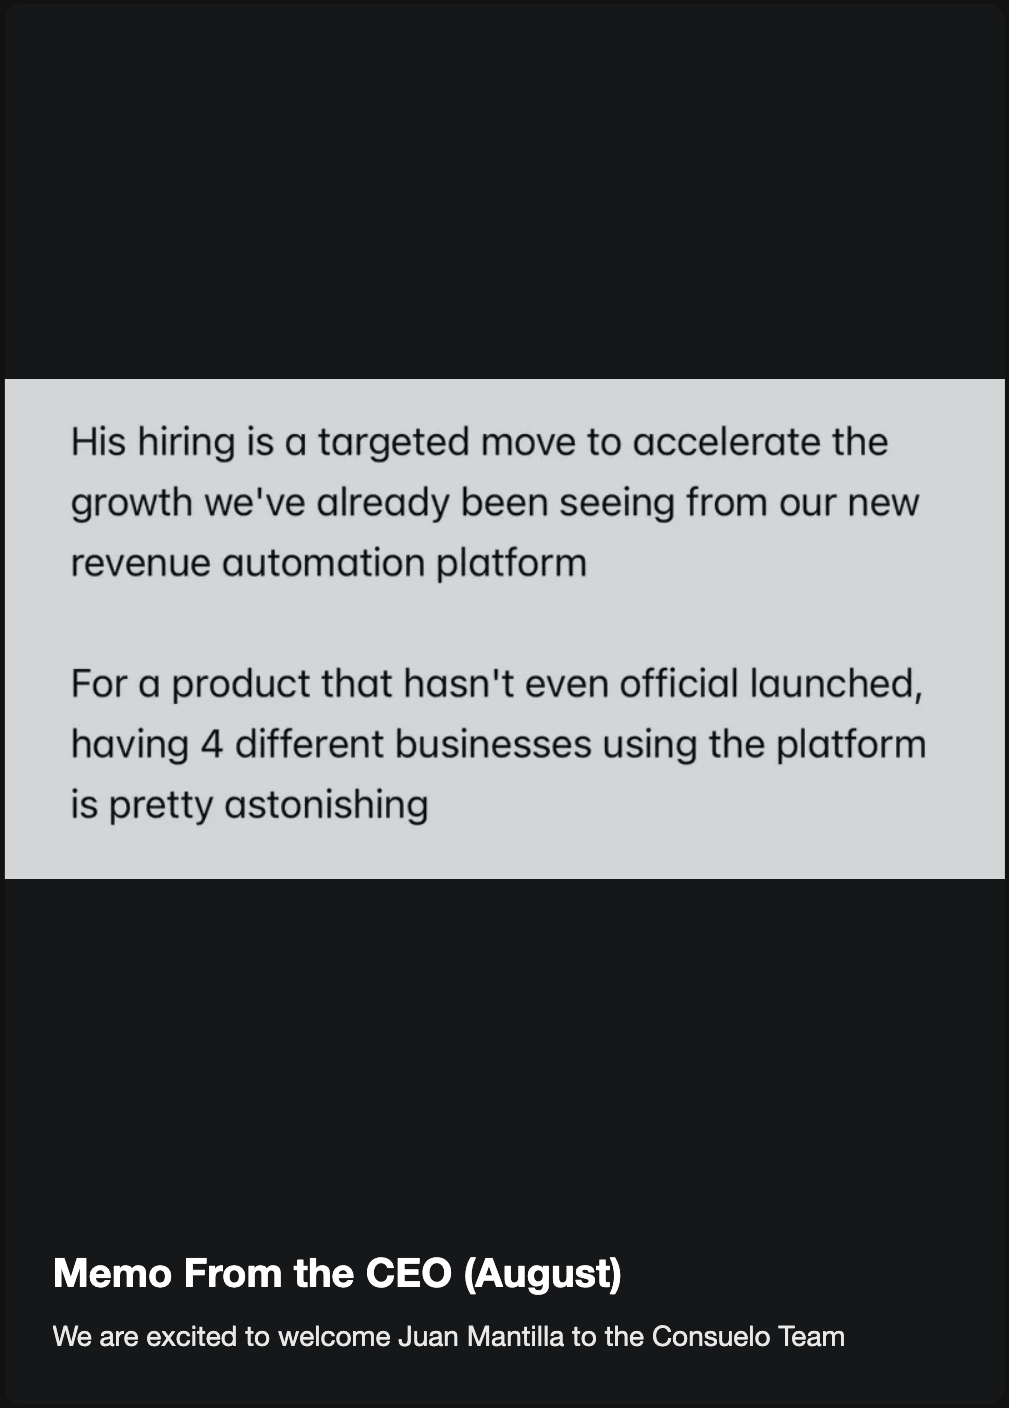 His hiring is a targeted move to accelerate the
growth we've already been seeing from our new
revenue automation platform
For a product that hasn't even official launched,
having 4 different businesses using the platform
is pretty astonishing
Memo From the CEO (August)
We are excited to welcome Juan Mantilla to the Consuelo Team